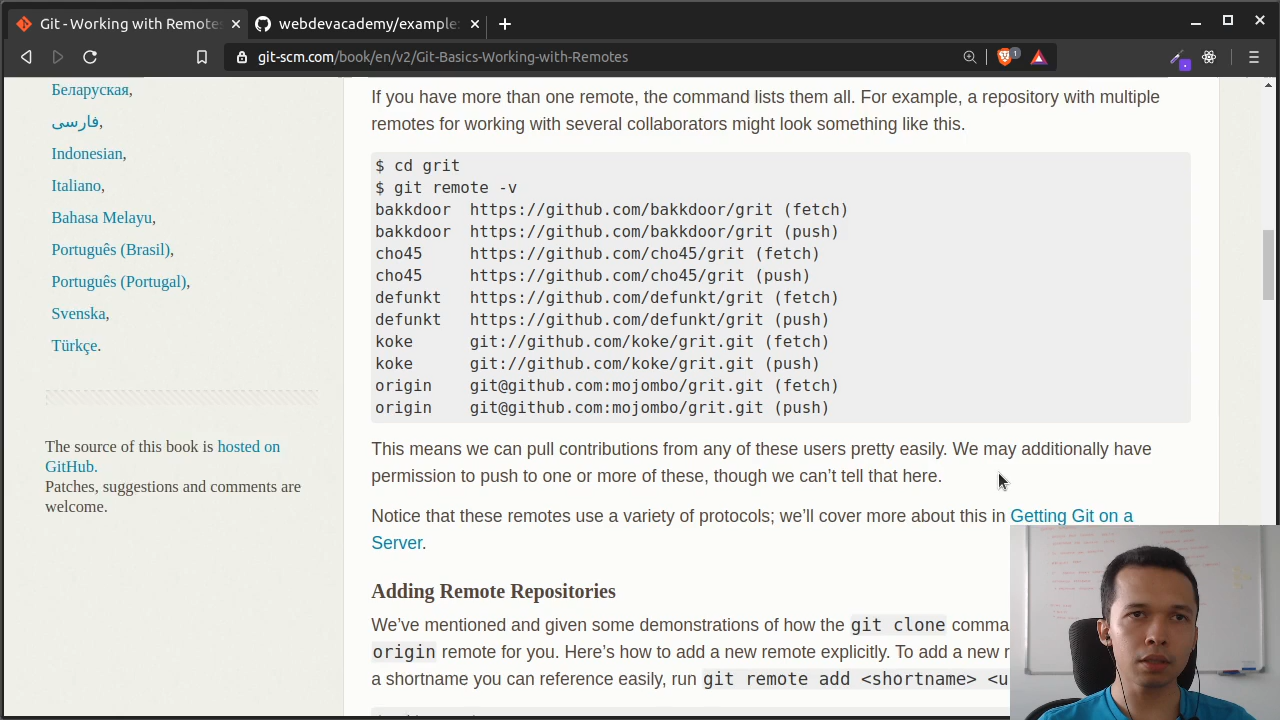 Git - Working with Remotes
webdevacademy/example
git-scm.com/book/en/v2/Git-Basics-Working-with-Remotes
1
Беларуская,
فارسی,
Indonesian,
Italiano,
Bahasa Melayu,
Português (Brasil),
Português (Portugal),
Svenska,
Türkçe.
The source of this book is hosted on
GitHub.
Patches, suggestions and comments are
welcome.
If you have more than one remote, the command lists them all. For example, a repository with multiple
remotes for working with several collaborators might look something like this.
$ cd grit
$ git remote -v
bakkdoor https://github.com/bakkdoor/grit (fetch)
bakkdoor https://github.com/bakkdoor/grit (push)
cho45 https://github.com/cho45/grit (fetch)
cho45 https://github.com/cho45/grit (push)
defunkt https://github.com/defunkt/grit (fetch)
defunkt https://github.com/defunkt/grit (push)
koke git://github.com/koke/grit.git (fetch)
koke git://github.com/koke/grit.git (push)
origin git@github.com:mojombo/grit.git (fetch)
origin git@github.com:mojombo/grit.git (push)
This means we can pull contributions from any of these users pretty easily. We may additionally have
permission to push to one or more of these, though we can't tell that here.
Notice that these remotes use a variety of protocols; we'll cover more about this in Getting Git on a
Server.
Adding Remote Repositories
We've mentioned and given some demonstrations of how the git clone comma
origin remote for you. Here's how to add a new remote explicitly. To add a new r
a shortname you can reference easily, run git remote add <shortname> <u